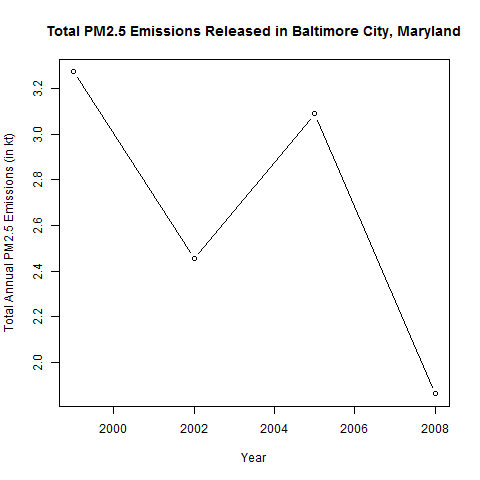 Total PM2.5 Emissions Released in Baltimore City, Maryland
Total Annual PM2.5 Emissions (in kt)
3.2
3.0
2.8
2.6
2.4
2.2
2.0
2000 2002 2004 2006 2008
Year